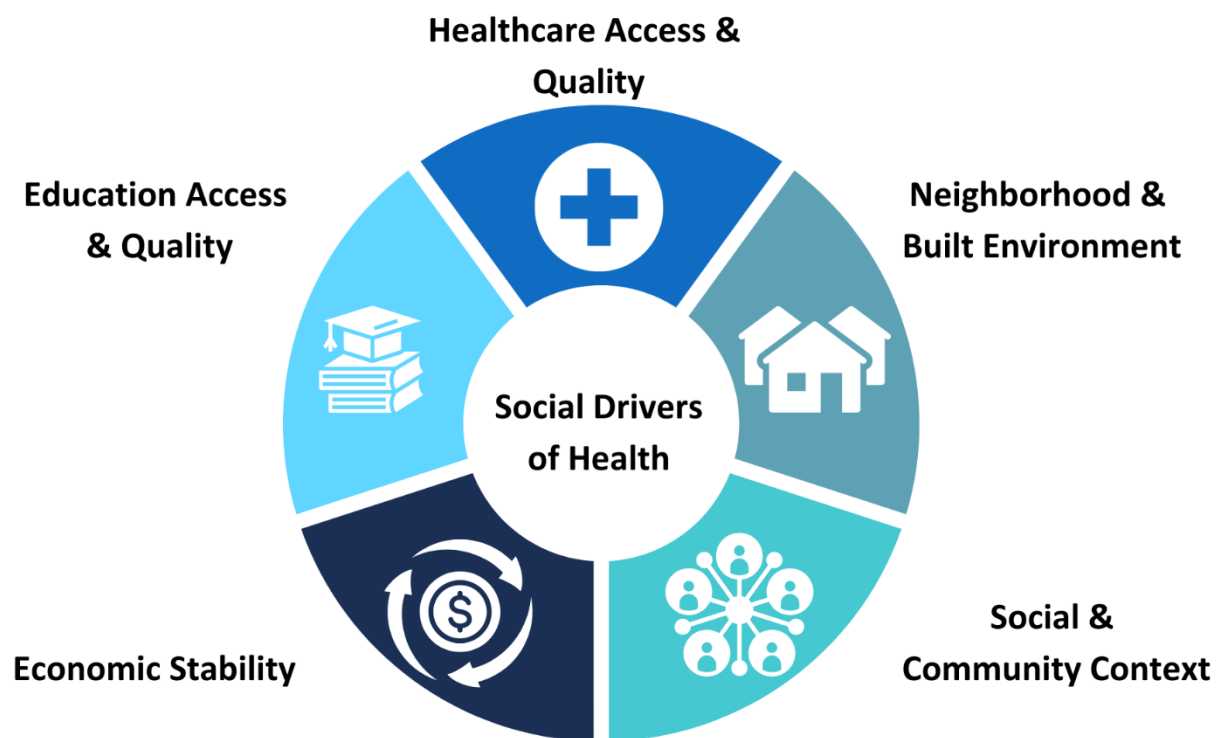 Healthcare Access &
Quality
Education Access
& Quality
Neighborhood &
Built Environment
Social Drivers
of Health
$
Economic Stability
Social &
Community Context